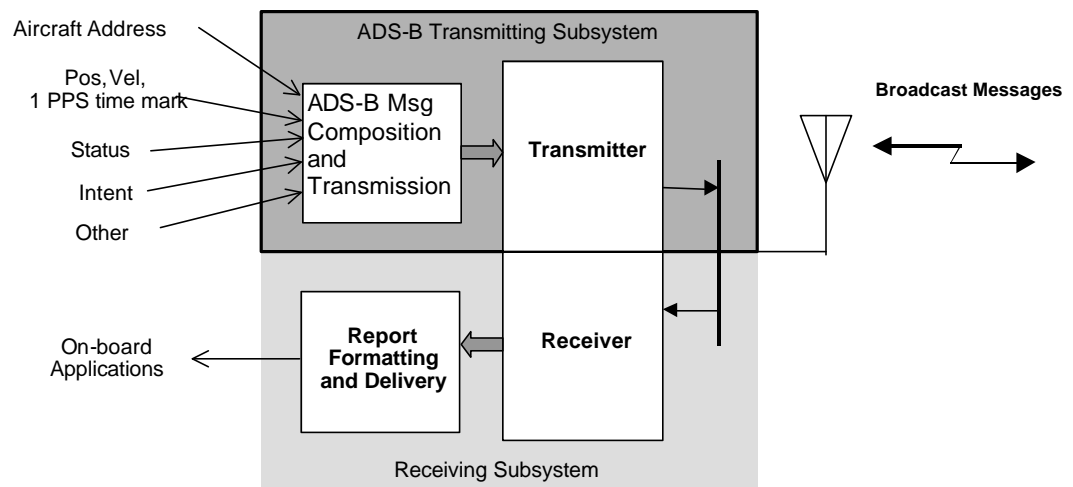 ADS-B Transmitting Subsystem
Aircraft Address
Pos,Vel,
1 PPS time mark
Status
Intent
Other
ADS-B Msg
Composition
and
Transmission
Transmitter
Broadcast Messages
On-board
Applications
Report
Formatting
and Delivery
Receiver
Receiving Subsystem